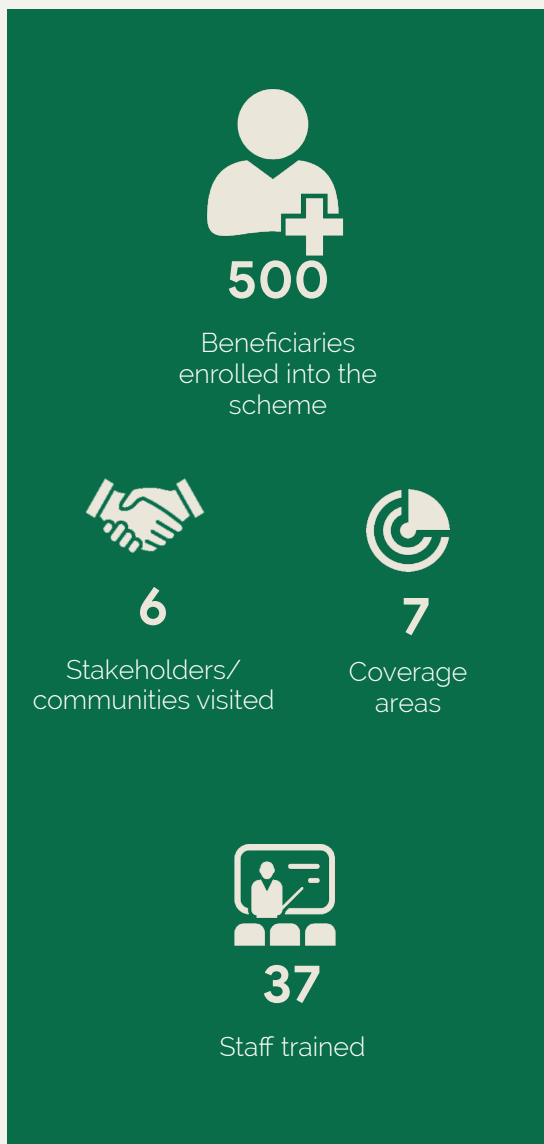 500
Beneficiaries
enrolled into the
scheme
6
Stakeholders/
communities visited
7
Coverage
areas
37
Staff trained